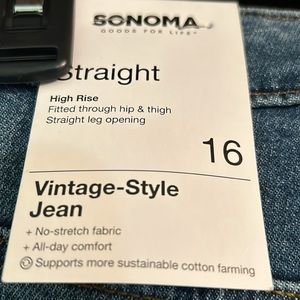 SONOMA
GOODS FOR LIFE
Straight
High Rise
Fitted through hip & thigh
Straight leg opening
16
Vintage-Style
Jean
+ No-stretch fabric
+ All-day comfort
Supports more sustainable cotton farming